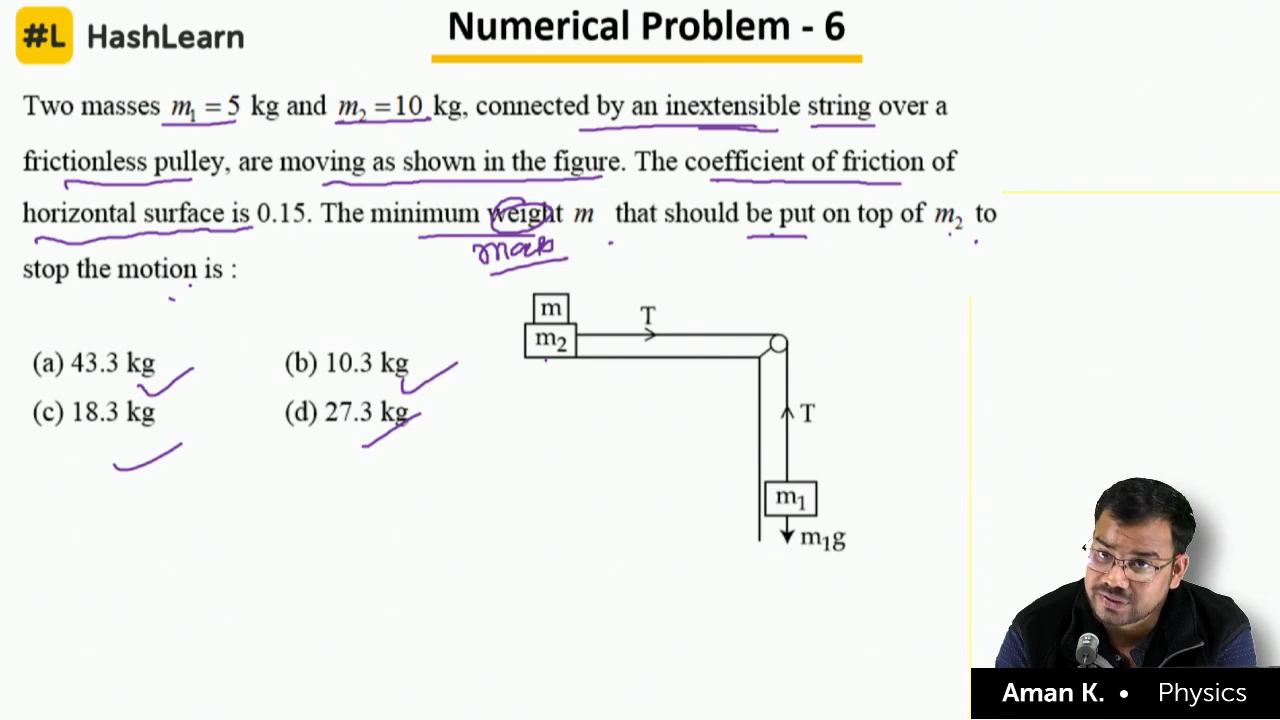 #L HashLearn
Numerical Problem - 6
Two masses m₁ = 5 kg and m₂ = 10 kg, connected by an inextensible string over a
frictionless pulley, are moving as shown in the figure. The coefficient of friction of
horizontal surface is 0.15. The minimum weight m that should be put on top of m₂ to
mass
stop the motion is :
(a) 43.3 kg (b) 10.3 kg
(c) 18.3 kg (d) 27.3 kg
m
T
m₂
T
m₁
m₁g
Aman K. • Physics